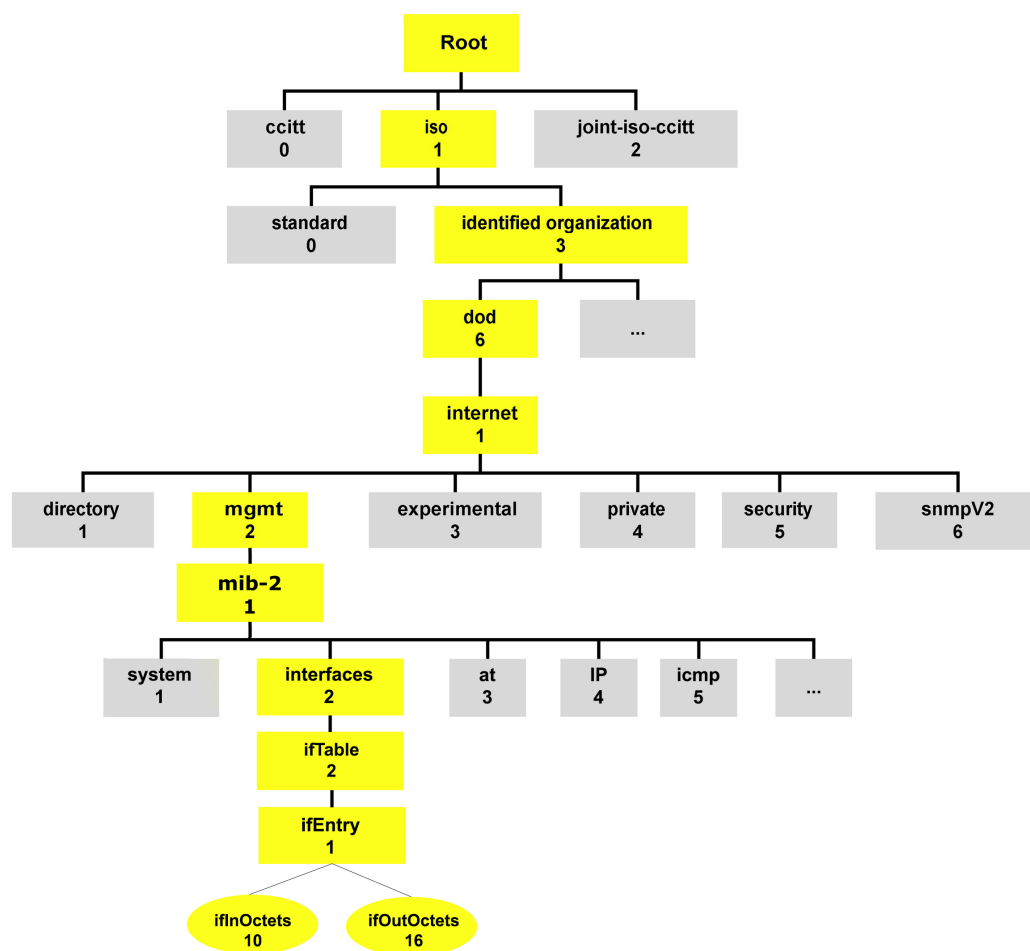 Root
ccitt
0
iso
1
joint-iso-ccitt
2
standard
0
identified organization
3
dod
6
...
internet
1
directory
1
mgmt
2
experimental
3
private
4
security
5
snmpV2
6
mib-2
1
system
1
interfaces
2
at
3
IP
4
icmp
5
...
ifTable
2
ifEntry
1
ifInOctets
10
ifOutOctets
16